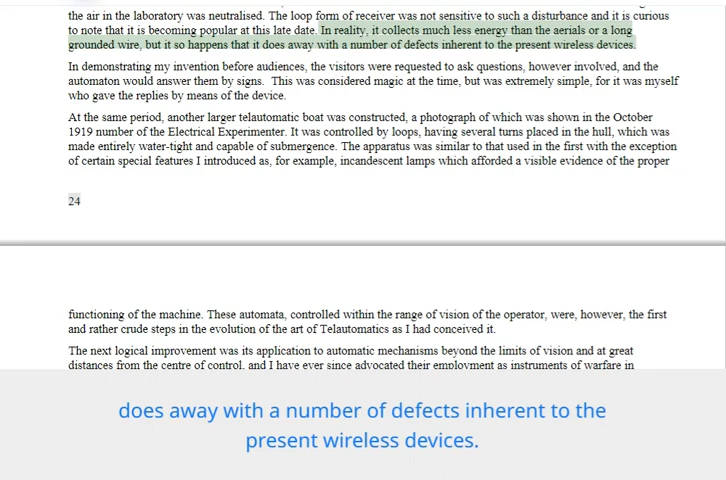 the air in the laboratory was neutralised. The loop form of receiver was not sensitive to such a disturbance and it is curious
to note that it is becoming popular at this late date. In reality, it collects much less energy than the aerials or a long
grounded wire, but it so happens that it does away with a number of defects inherent to the present wireless devices.
In demonstrating my invention before audiences, the visitors were requested to ask questions, however involved, and the
automaton would answer them by signs.  This was considered magic at the time, but was extremely simple, for it was myself
who gave the replies by means of the device.
At the same period, another larger telautomatic boat was constructed, a photograph of which was shown in the October
1919 number of the Electrical Experimenter. It was controlled by loops, having several turns placed in the hull, which was
made entirely water-tight and capable of submergence. The apparatus was similar to that used in the first with the exception
of certain special features I introduced as, for example, incandescent lamps which afforded a visible evidence of the proper
24
functioning of the machine. These automata, controlled within the range of vision of the operator, were, however, the first
and rather crude steps in the evolution of the art of Telautomatics as I had conceived it.
The next logical improvement was its application to automatic mechanisms beyond the limits of vision and at great
distances from the centre of control, and I have ever since advocated their employment as instruments of warfare in
does away with a number of defects inherent to the
present wireless devices.